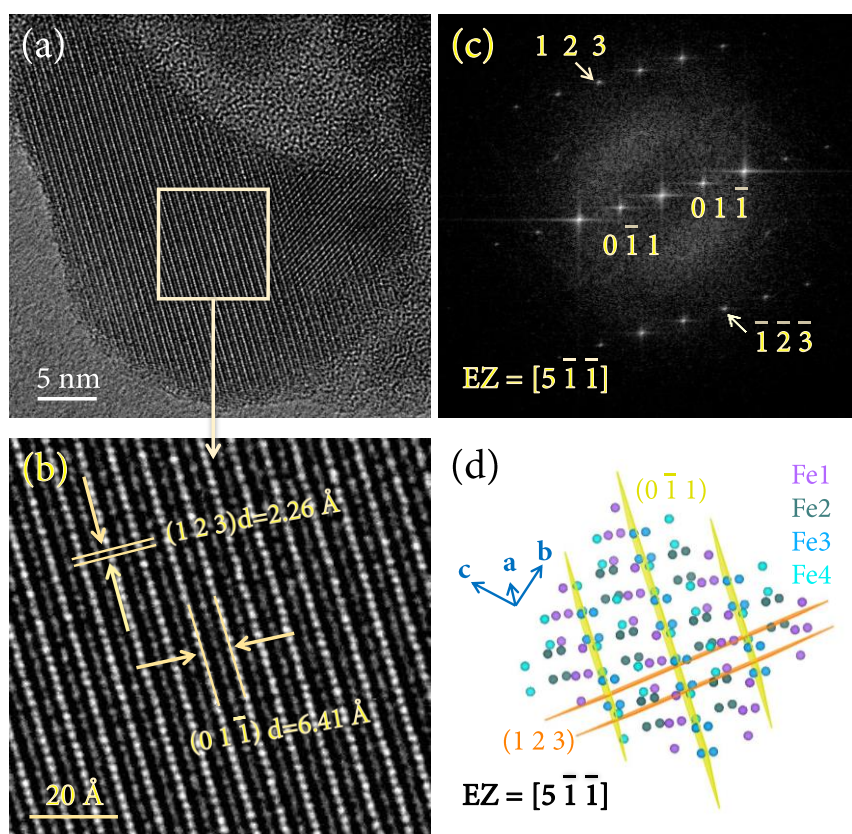 (a)
5 nm
(b)
(1 2 3)d=2.26 Å
(0 1 1̅) d=6.41 Å
20 Å
(c)
1 2 3
0 1 1̅
0 1̅ 1
1̅ 2̅ 3̅
EZ = [5 1̅ 1̅]
(d)
(0 1̅ 1)
Fe1
Fe2
Fe3
Fe4
c
a
b
(1 2 3)
EZ = [5 1̅ 1̅]